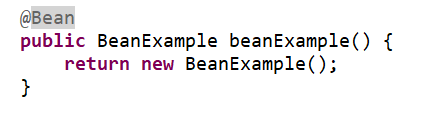 @Bean
public BeanExample beanExample() {
    return new BeanExample();
}